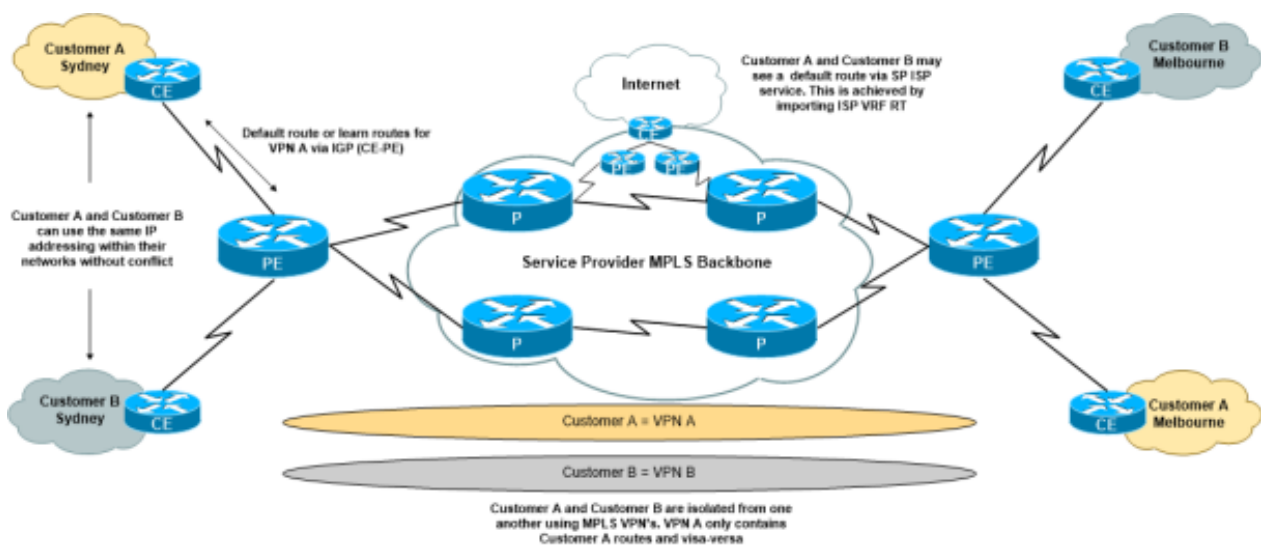 Customer A
Sydney
CE
Default route or learn routes for
VPN A via IGP (CE-PE)
Customer A and Customer B
can use the same IP
addressing within their
networks without conflict
PE
Customer B
Sydney
CE
Internet
CE
PE
PE
Customer A and Customer B may
see a default route via SP ISP
service. This is achieved by
importing ISP VRF RT
P
P
Service Provider MPLS Backbone
P
P
Customer B
Melbourne
CE
PE
Customer A
Melbourne
CE
Customer A = VPN A
Customer B = VPN B
Customer A and Customer B are isolated from one
another using MPLS VPN's. VPN A only contains
Customer A routes and visa-versa